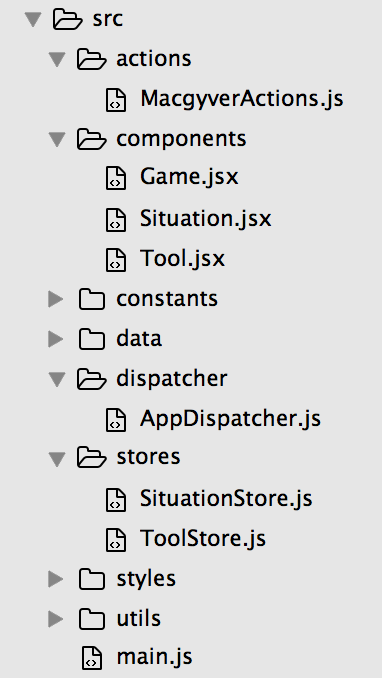 src
actions
MacgyverActions.js
components
Game.jsx
Situation.jsx
Tool.jsx
constants
data
dispatcher
AppDispatcher.js
stores
SituationStore.js
ToolStore.js
styles
utils
main.js